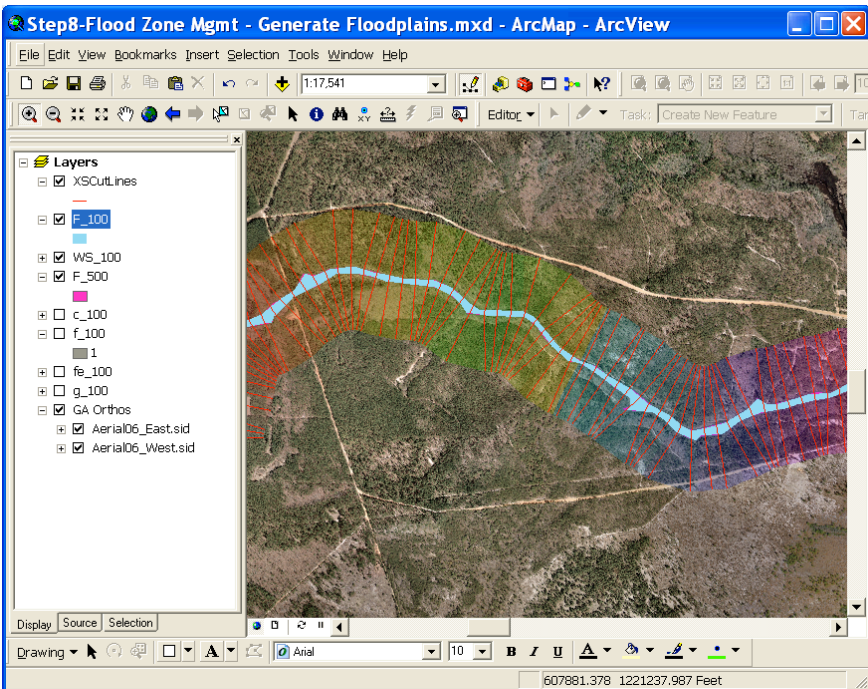 Step8-Flood Zone Mgmt - Generate Floodplains.mxd - ArcMap - ArcView
File Edit View Bookmarks Insert Selection Tools Window Help
1:17,541
Editor Task: Create New Feature Tar
Layers
XSCutLines
F_100
WS_100
F_500
c_100
f_100
1
fe_100
g_100
GA Orthos
Aerial06_East.sid
Aerial06_West.sid
Display Source Selection
Drawing A Arial 10 B I U A
607881.378 1221237.987 Feet